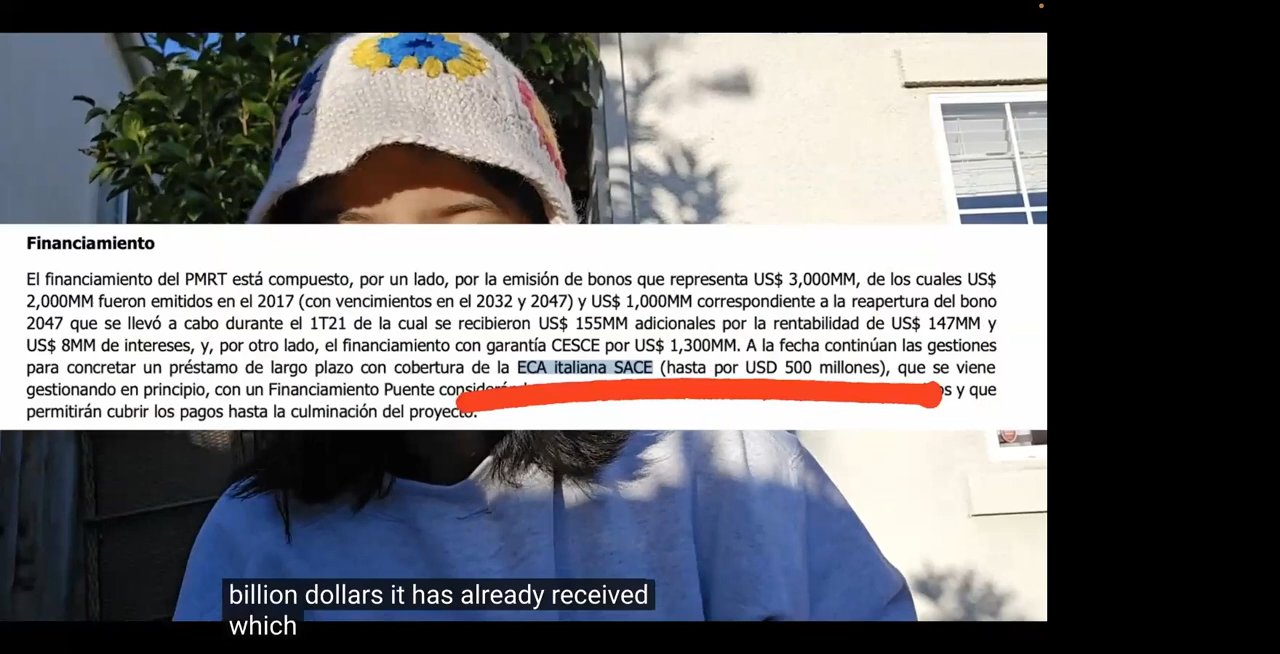 Financiamiento
El financiamiento del PMRT está compuesto, por un lado, por la emisión de bonos que representa US$ 3,000MM, de los cuales US$
2,000MM fueron emitidos en el 2017 (con vencimientos en el 2032 y 2047) y US$ 1,000MM correspondiente a la reapertura del bono
2047 que se llevó a cabo durante el 1T21 de la cual se recibieron US$ 155MM adicionales por la rentabilidad de US$ 147MM y
US$ 8MM de intereses, y, por otro lado, el financiamiento con garantía CESCE por US$ 1,300MM. A la fecha continúan las gestiones
para concretar un préstamo de largo plazo con cobertura de la ECA italiana SACE (hasta por USD 500 millones), que se viene
gestionando en principio, con un Financiamiento Puente y que
permitirán cubrir los pagos hasta la culminación del proyecto.
billion dollars it has already received
which